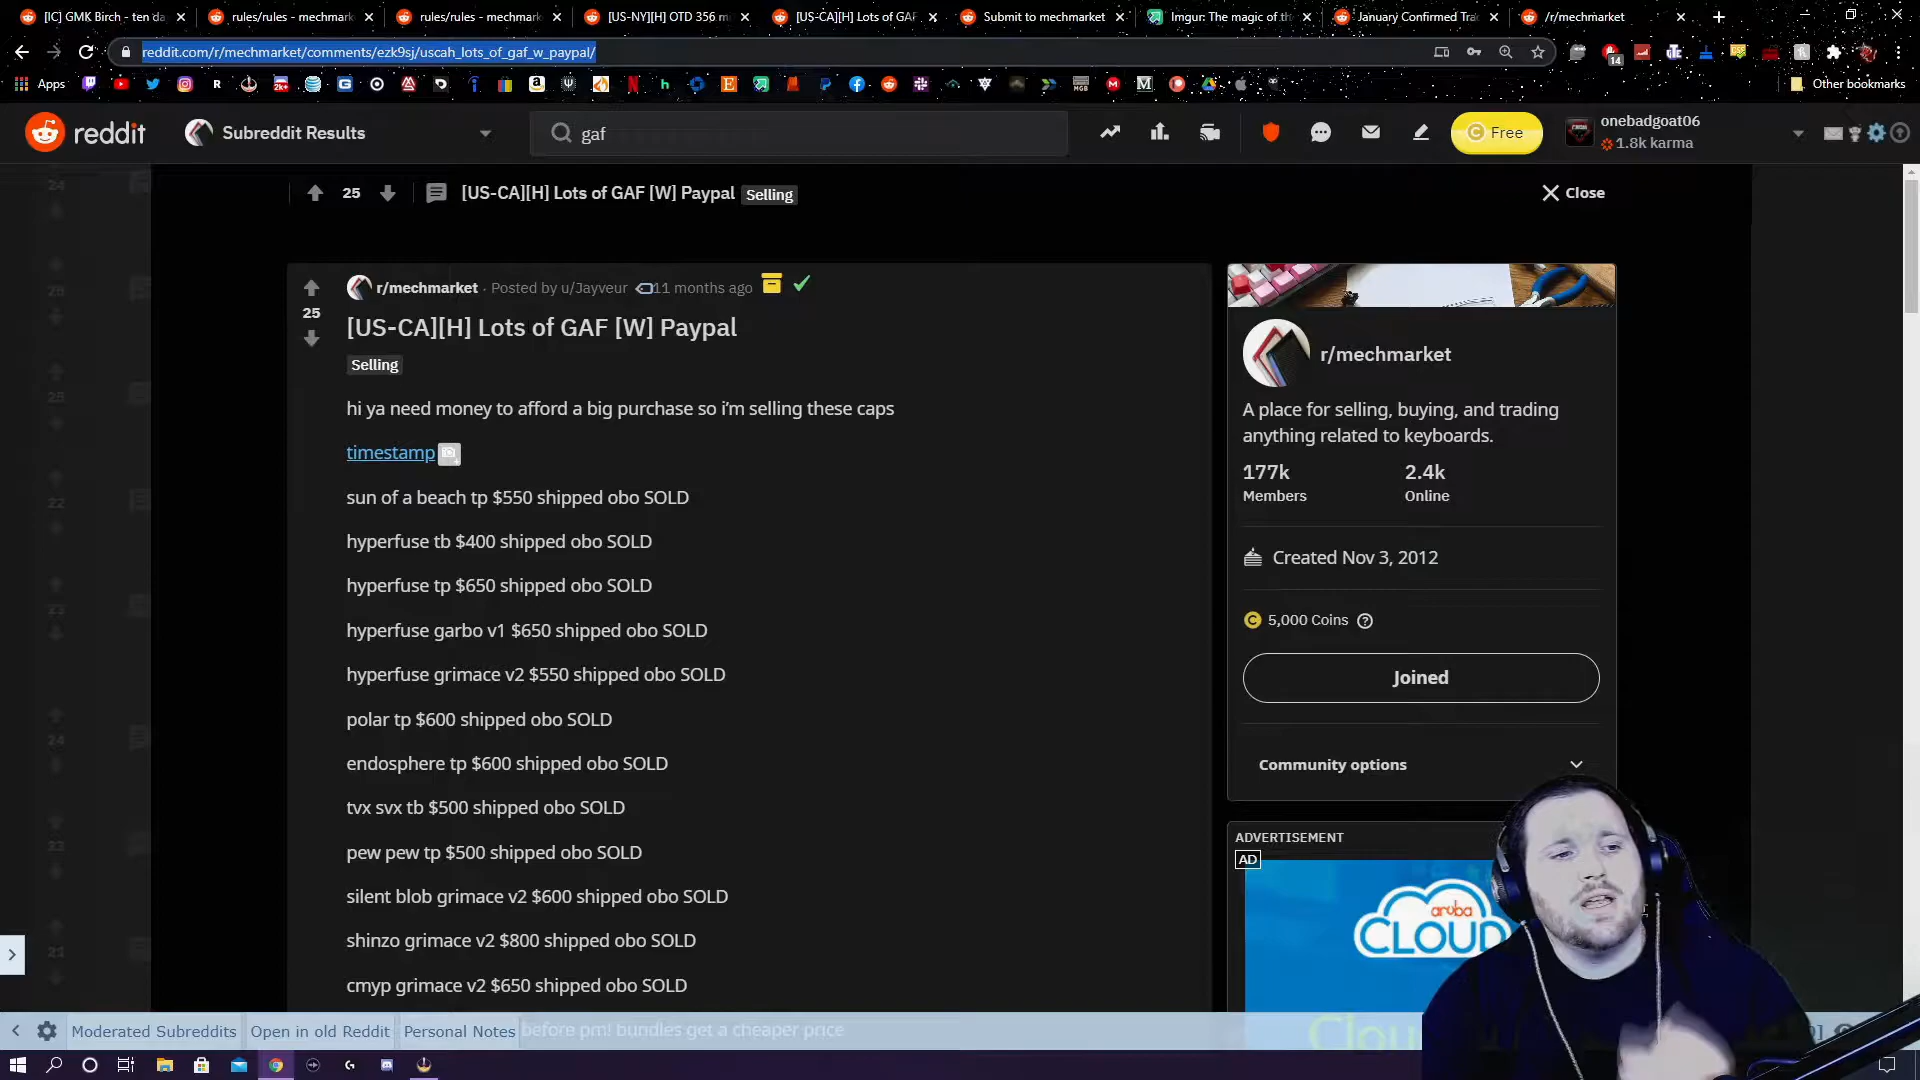 [IC] GMK Birch - ten da
rules/rules - mechmark
rules/rules - mechmark
[US-NY][H] OTD 356 m
[US-CA][H] Lots of GAF
Submit to mechmarket
Imgur: The magic of th
January Confirmed Tra
/r/mechmarket
reddit.com/r/mechmarket/comments/ezk9sj/uscah_lots_of_gaf_w_paypal/
14
Apps
Other bookmarks
reddit
Subreddit Results
gaf
Free
onebadgoat06
1.8k karma
25
[US-CA][H] Lots of GAF [W] Paypal
Selling
Close
r/mechmarket · Posted by u/Jayveur 11 months ago
25
[US-CA][H] Lots of GAF [W] Paypal
Selling
hi ya need money to afford a big purchase so i'm selling these caps
timestamp
sun of a beach tp $550 shipped obo SOLD
hyperfuse tb $400 shipped obo SOLD
hyperfuse tp $650 shipped obo SOLD
hyperfuse garbo v1 $650 shipped obo SOLD
hyperfuse grimace v2 $550 shipped obo SOLD
polar tp $600 shipped obo SOLD
endosphere tp $600 shipped obo SOLD
tvx svx tb $500 shipped obo SOLD
pew pew tp $500 shipped obo SOLD
silent blob grimace v2 $600 shipped obo SOLD
shinzo grimace v2 $800 shipped obo SOLD
cmyp grimace v2 $650 shipped obo SOLD
before pm! bundles get a cheaper price
r/mechmarket
A place for selling, buying, and trading
anything related to keyboards.
177k
Members
2.4k
Online
Created Nov 3, 2012
5,000 Coins
Joined
Community options
ADVERTISEMENT
AD
aruba
CLOUD
Moderated Subreddits
Open in old Reddit
Personal Notes